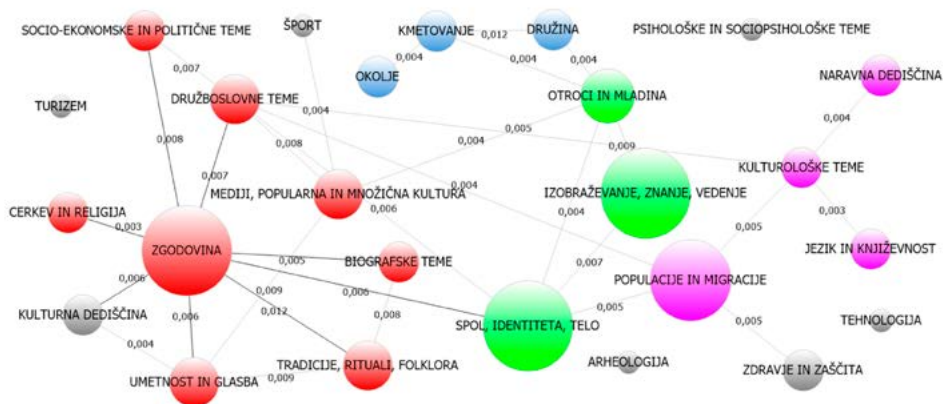 SOCIO-EKONOMSKE IN POLITIČNE TEME
ŠPORT
KMETOVANJE
0,012
DRUŽINA
PSIHOLOŠKE IN SOCIOPSIHOLOŠKE TEME
0,004
0,004
0,004
0,007
OKOLJE
NARAVNA DEDIŠČINA
DRUŽBOSLOVNE TEME
OTROCI IN MLADINA
TURIZEM
0,004
0,004
0,008
0,005
0,008
0,004
0,009
0,007
MEDIJI, POPULARNA IN MNOŽIČNA KULTURA
KULTUROLOŠKE TEME
0,004
IZOBRAŽEVANJE, ZNANJE, VEDENJE
CERKEV IN RELIGIJA
0,006
0,004
0,003
0,003
0,005
ZGODOVINA
JEZIK IN KNJIŽEVNOST
0,005
BIOGRAFSKE TEME
0,007
0,006
POPULACIJE IN MIGRACIJE
0,009
0,006
0,012
0,005
KULTURNA DEDIŠČINA
0,006
0,008
SPOL, IDENTITETA, TELO
0,005
TEHNOLOGIJA
0,004
ARHEOLOGIJA
TRADICIJE, RITUALI, FOLKLORA
ZDRAVJE IN ZAŠČITA
0,009
UMETNOST IN GLASBA